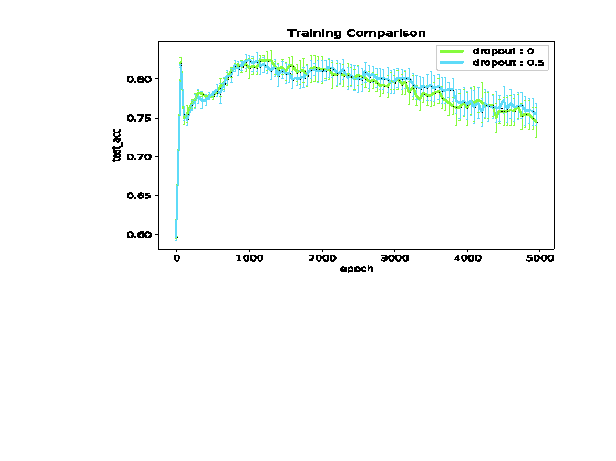 Training Comparison
dropout : 0
dropout : 0.5
test_acc
0.80
0.75
0.70
0.65
0.60
0 1000 2000 3000 4000 5000
epoch